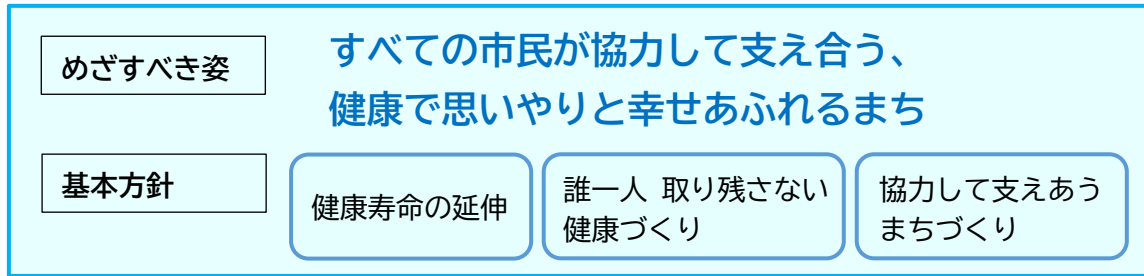 めざすべき姿
すべての市民が協力して支え合う、
健康で思いやりと幸せあふれるまち
基本方針
健康寿命の延伸
誰一人 取り残さない
健康づくり
協力して支えあう
まちづくり